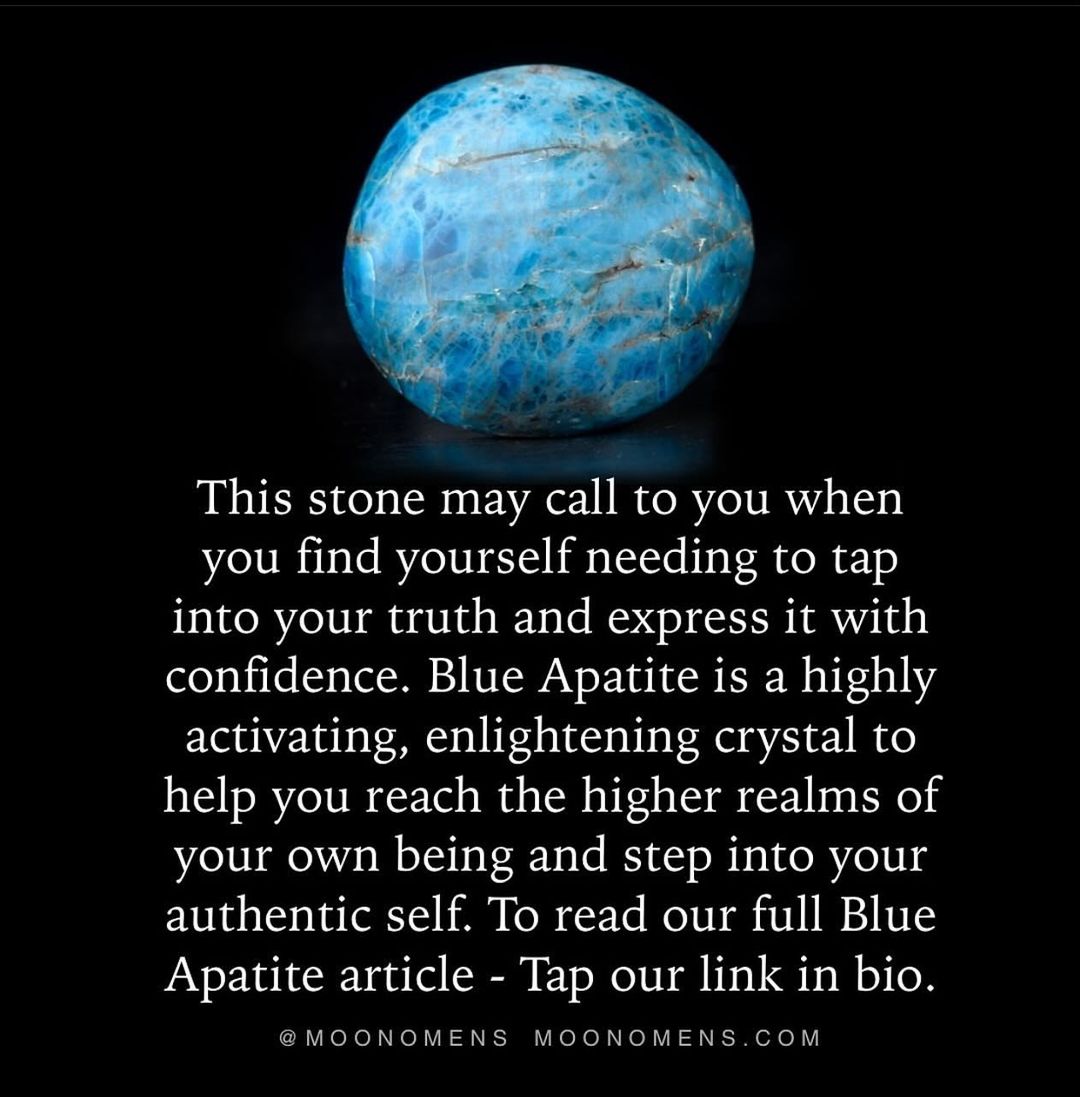 This stone may call to you when
you find yourself needing to tap
into your truth and express it with
confidence. Blue Apatite is a highly
activating, enlightening crystal to
help you reach the higher realms of
your own being and step into your
authentic self. To read our full Blue
Apatite article - Tap our link in bio.
@MOONOMENS MOONOMENS.COM